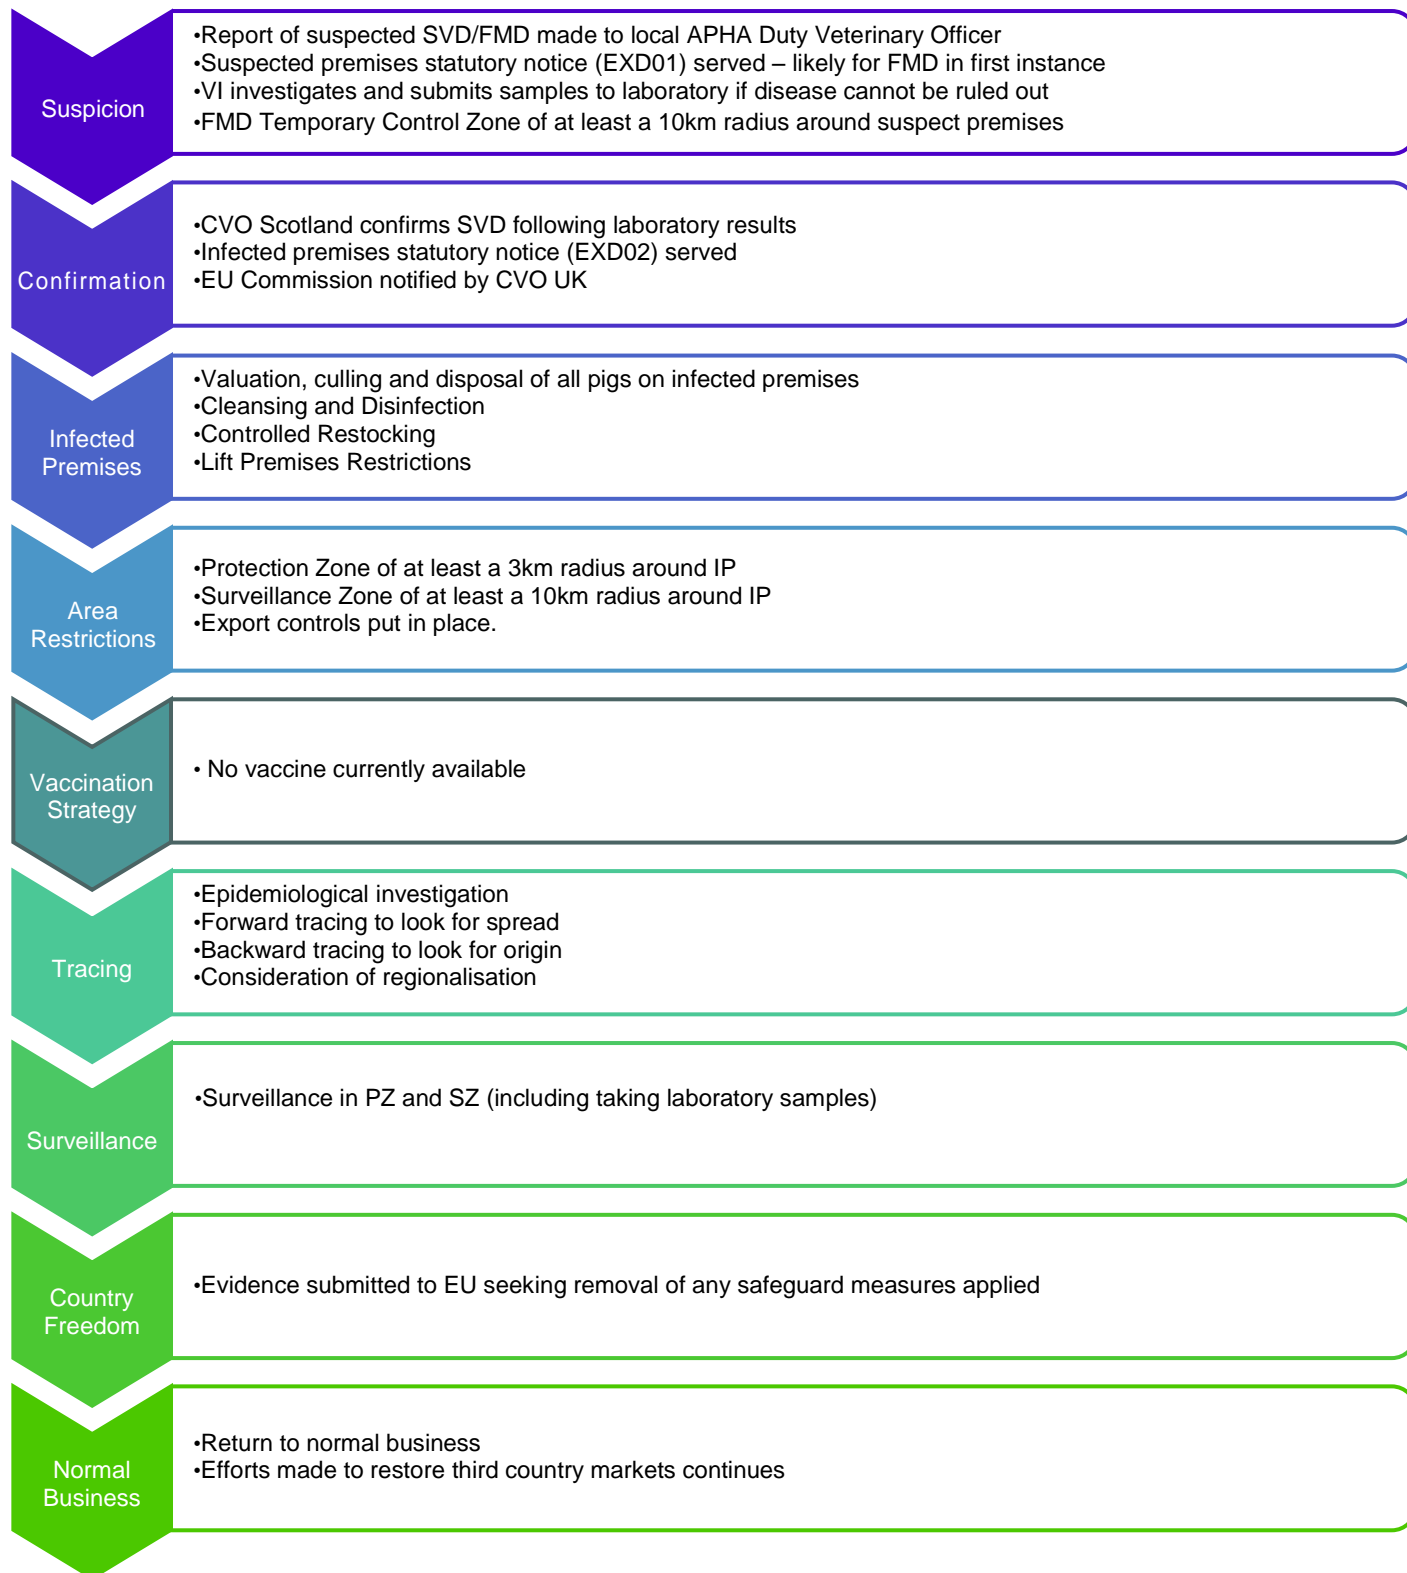 Suspicion
•Report of suspected SVD/FMD made to local APHA Duty Veterinary Officer
•Suspected premises statutory notice (EXD01) served – likely for FMD in first instance
•VI investigates and submits samples to laboratory if disease cannot be ruled out
•FMD Temporary Control Zone of at least a 10km radius around suspect premises
Confirmation
•CVO Scotland confirms SVD following laboratory results
•Infected premises statutory notice (EXD02) served
•EU Commission notified by CVO UK
Infected
Premises
•Valuation, culling and disposal of all pigs on infected premises
•Cleansing and Disinfection
•Controlled Restocking
•Lift Premises Restrictions
Area
Restrictions
•Protection Zone of at least a 3km radius around IP
•Surveillance Zone of at least a 10km radius around IP
•Export controls put in place.
Vaccination
Strategy
• No vaccine currently available
Tracing
•Epidemiological investigation
•Forward tracing to look for spread
•Backward tracing to look for origin
•Consideration of regionalisation
Surveillance
•Surveillance in PZ and SZ (including taking laboratory samples)
Country
Freedom
•Evidence submitted to EU seeking removal of any safeguard measures applied
Normal
Business
•Return to normal business
•Efforts made to restore third country markets continues